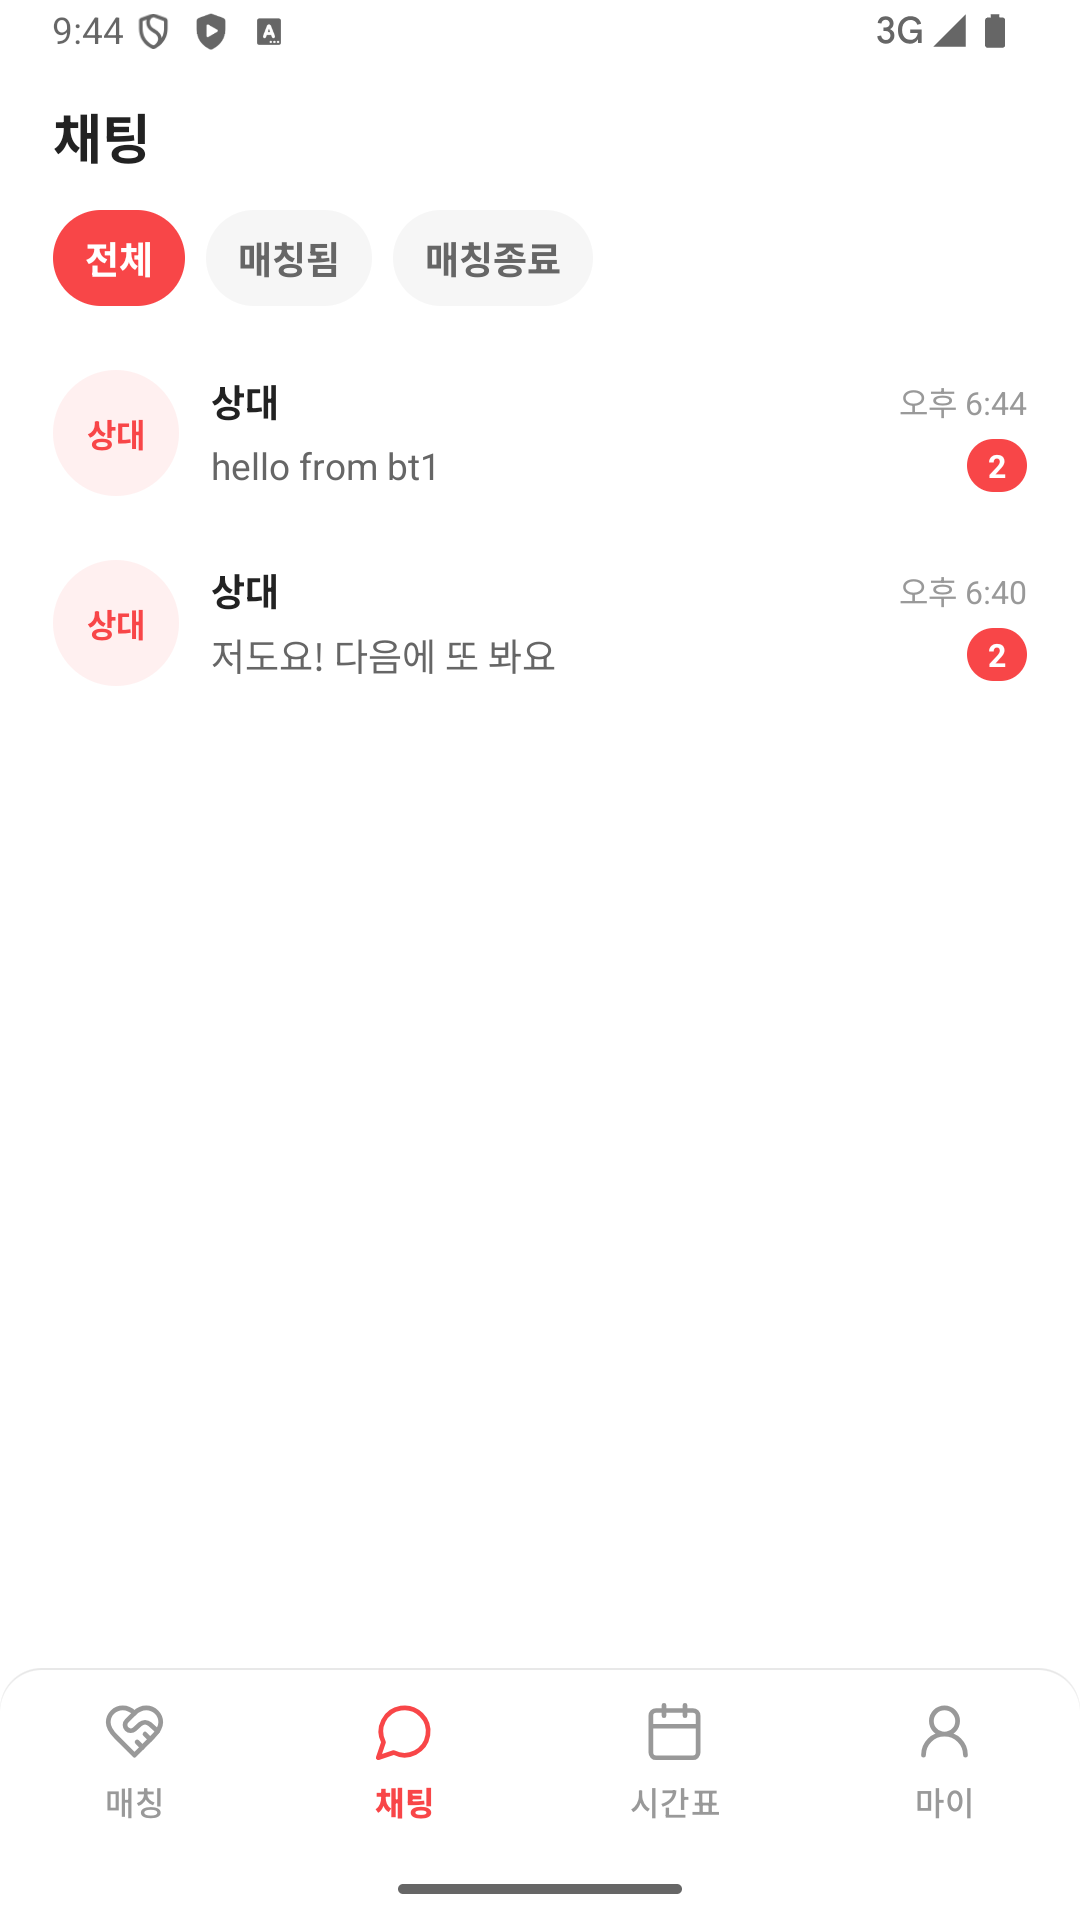 9:44
3G
채팅
전체 매칭됨 매칭종료
상대
상대 오후 6:44
hello from bt1 2
상대
상대 오후 6:40
저도요! 다음에 또 봐요 2
매칭 채팅 시간표 마이